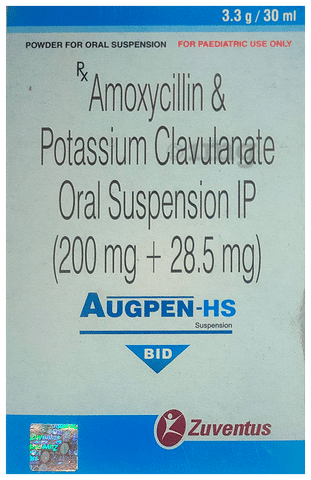 3.3 g / 30 ml
POWDER FOR ORAL SUSPENSION FOR PAEDIATRIC USE ONLY
Rx Amoxycillin &
Potassium Clavulanate
Oral Suspension IP
(200 mg + 28.5 mg)
AUGPEN-HS
Suspension
BID
Zuventus